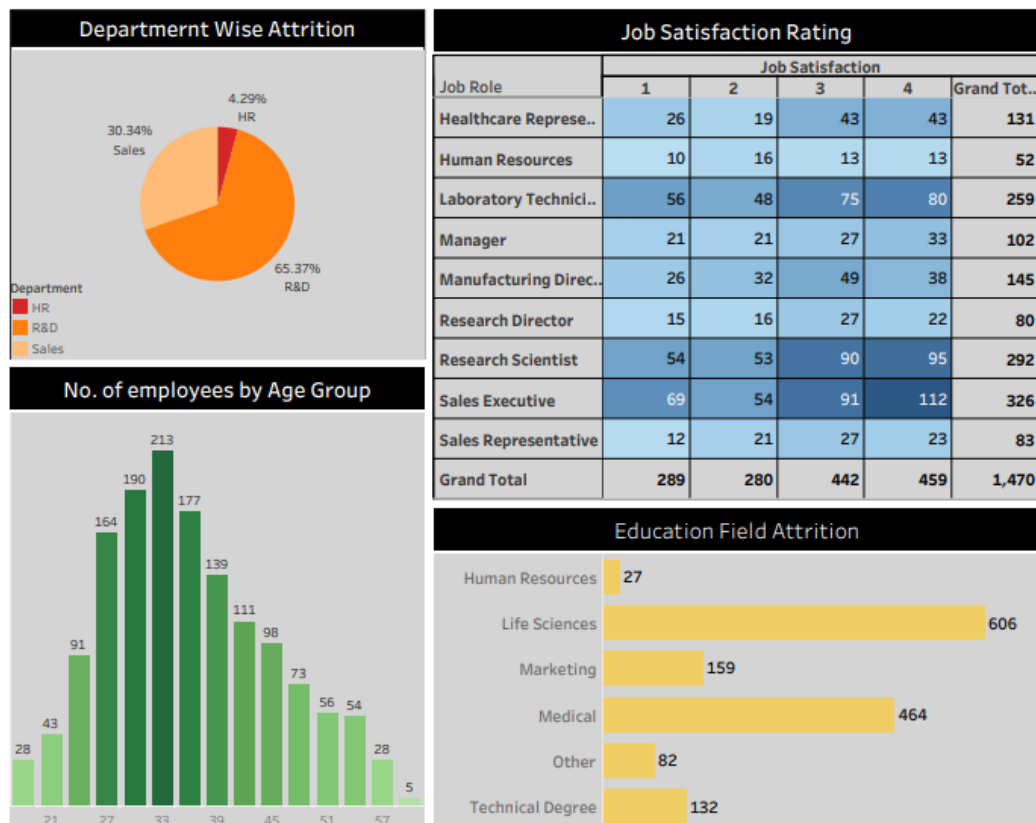 Departmernt Wise Attrition
4.29%
HR
30.34%
Sales
65.37%
R&D
Department
HR
R&D
Sales
No. of employees by Age Group
28
43
91
164
190
213
177
139
111
98
73
56
54
28
5
21 27 33 39 45 51 57
Job Satisfaction Rating
Job Satisfaction
Job Role 1 2 3 4 Grand Tot..
Healthcare Represe.. 26 19 43 43 131
Human Resources 10 16 13 13 52
Laboratory Technici.. 56 48 75 80 259
Manager 21 21 27 33 102
Manufacturing Direc.. 26 32 49 38 145
Research Director 15 16 27 22 80
Research Scientist 54 53 90 95 292
Sales Executive 69 54 91 112 326
Sales Representative 12 21 27 23 83
Grand Total 289 280 442 459 1,470
Education Field Attrition
Human Resources 27
Life Sciences 606
Marketing 159
Medical 464
Other 82
Technical Degree 132